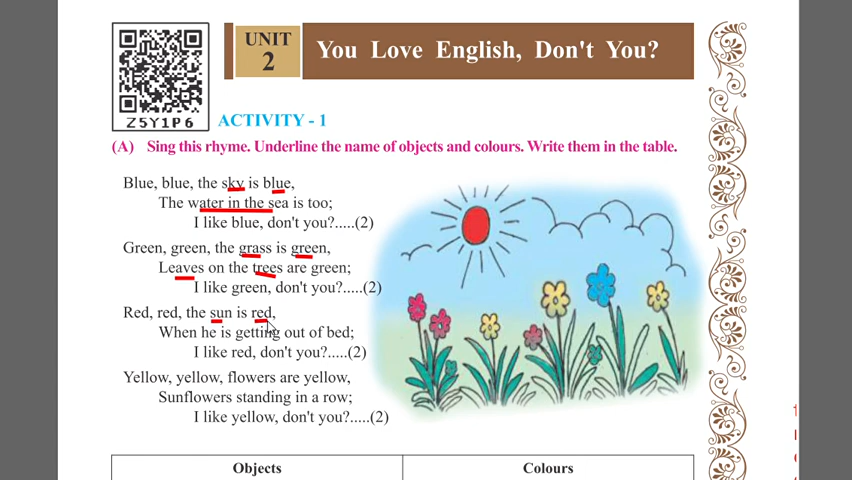 UNIT
2
You Love English, Don't You?
Z5Y1P6
ACTIVITY - 1
(A) Sing this rhyme. Underline the name of objects and colours. Write them in the table.
Blue, blue, the sky is blue,
The water in the sea is too;
I like blue, don't you?.....(2)
Green, green, the grass is green,
Leaves on the trees are green;
I like green, don't you?.....(2)
Red, red, the sun is red,
When he is getting out of bed;
I like red, don't you?.....(2)
Yellow, yellow, flowers are yellow,
Sunflowers standing in a row;
I like yellow, don't you?.....(2)
Objects Colours